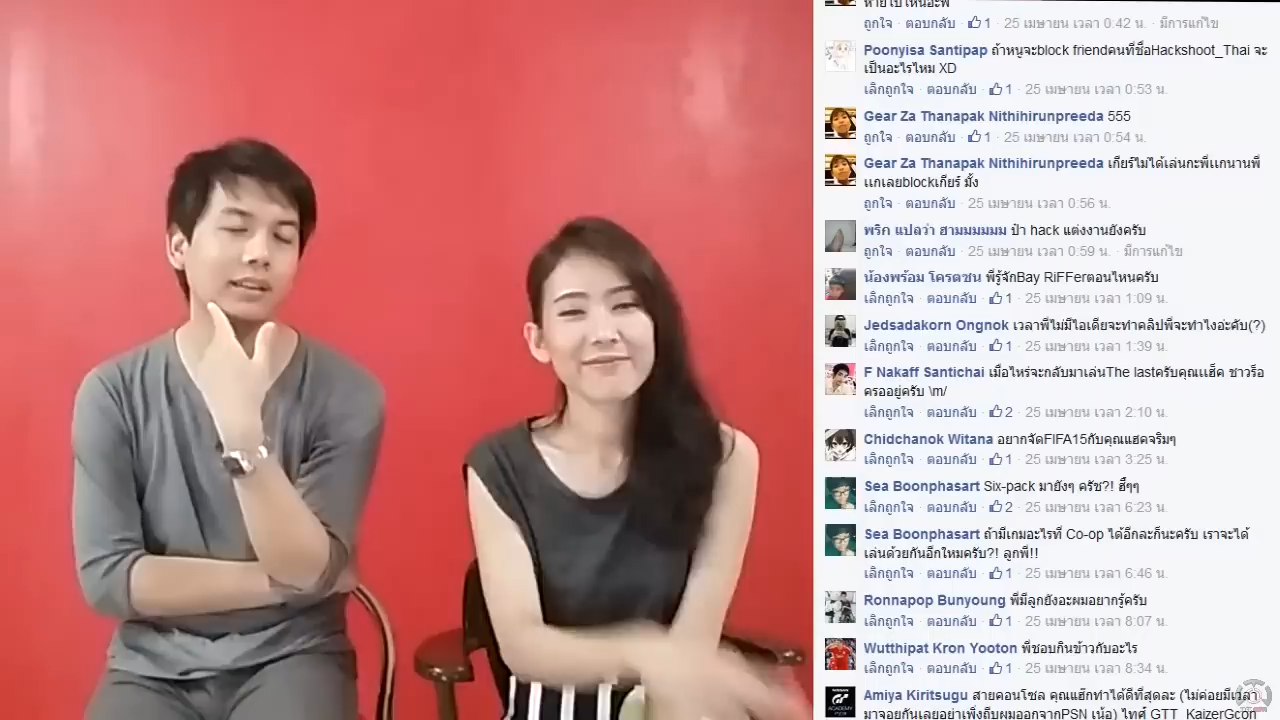 หายไปไหนอะพี่
ถูกใจ · ตอบกลับ · 1 · 25 เมษายน เวลา 0:42 น. · มีการแก้ไข
Poonyisa Santipap ถ้าหนูจะblock friendคนที่ชื่อHackshoot_Thai จะ
เป็นอะไรไหม XD
เลิกถูกใจ · ตอบกลับ · 1 · 25 เมษายน เวลา 0:53 น.
Gear Za Thanapak Nithihirunpreeda 555
ถูกใจ · ตอบกลับ · 1 · 25 เมษายน เวลา 0:54 น.
Gear Za Thanapak Nithihirunpreeda เกียร์ไม่ได้เล่นกะพี่แกนานพี่
แกเลยblockเกียร์ มั้ง
ถูกใจ · ตอบกลับ · 25 เมษายน เวลา 0:56 น.
พริก แปลว่า ฮามมมมมม ป๋า hack แต่งงานยังครับ
ถูกใจ · ตอบกลับ · 25 เมษายน เวลา 0:59 น. · มีการแก้ไข
น้องพร้อม โครตซน พี่รู้จักBay RiFFerตอนไหนครับ
เลิกถูกใจ · ตอบกลับ · 1 · 25 เมษายน เวลา 1:09 น.
Jedsadakorn Ongnok เวลาพี่ไม่มีไอเดียจะทำคลิปพี่จะทำไงอ่ะคับ(?)
เลิกถูกใจ · ตอบกลับ · 1 · 25 เมษายน เวลา 1:39 น.
F Nakaff Santichai เมื่อไหร่จะกลับมาเล่นThe lastครับคุณแฮ็ค ชาวร็อ
ครออยู่ครับ \m/
เลิกถูกใจ · ตอบกลับ · 2 · 25 เมษายน เวลา 2:10 น.
Chidchanok Witana อยากจัดFIFA15กับคุณแฮคจริงๆ
เลิกถูกใจ · ตอบกลับ · 1 · 25 เมษายน เวลา 3:25 น.
Sea Boonphasart Six-pack มายังๆ ครัช?! ฮี่ๆๆ
เลิกถูกใจ · ตอบกลับ · 2 · 25 เมษายน เวลา 6:23 น.
Sea Boonphasart ถ้ามีเกมอะไรที่ Co-op ได้อีกละก็นะครับ เราจะได้
เล่นด้วยกันอีกใหมครับ?! ลูกพี่!!
เลิกถูกใจ · ตอบกลับ · 1 · 25 เมษายน เวลา 6:46 น.
Ronnapop Bunyoung พี่มีลูกยังอะผมอยากรู้ครับ
เลิกถูกใจ · ตอบกลับ · 1 · 25 เมษายน เวลา 8:07 น.
Wutthipat Kron Yooton พี่ชอบกินข้าวกับอะไร
เลิกถูกใจ · ตอบกลับ · 1 · 25 เมษายน เวลา 8:34 น.
Amiya Kiritsugu สายคอนโซล คุณแฮ็กทำได้ดีที่สุดละ (ไม่ค่อยมีเวลา
มาจอยกันเลยอย่าเพิ่งถีบผมออกจากPSN เน้อ) ไทศ์ GTT_KaizerGoon